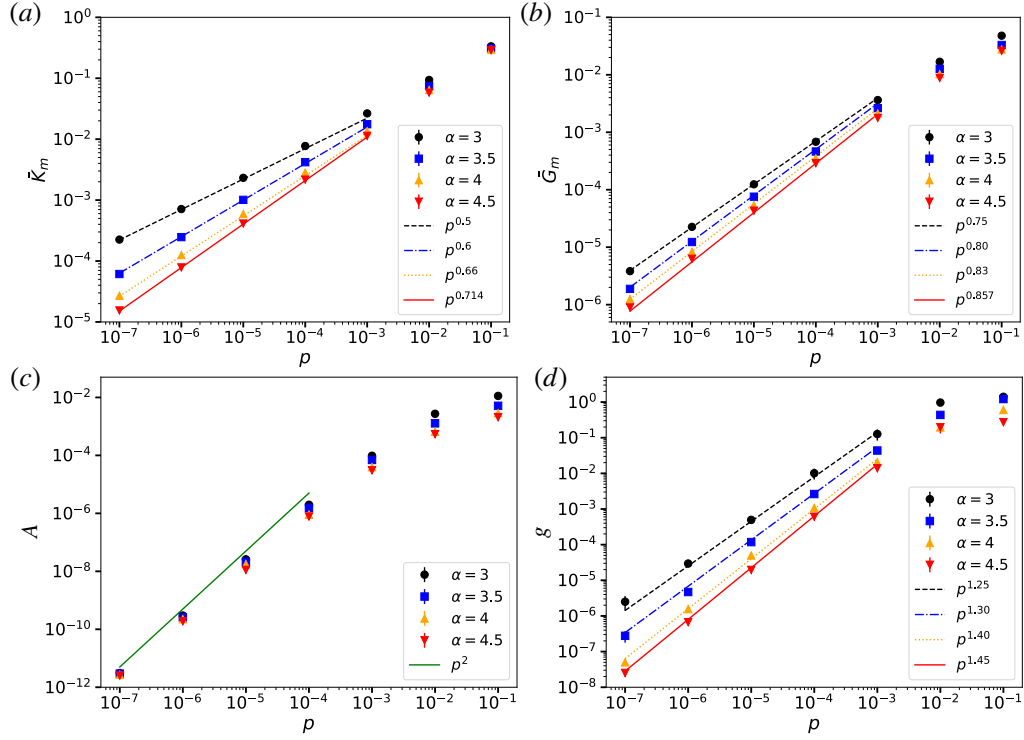 (a)
10^0
10^{-1}
10^{-2}
10^{-3}
10^{-4}
10^{-5}
K̄_m
α = 3
α = 3.5
α = 4
α = 4.5
p^{0.5}
p^{0.6}
p^{0.66}
p^{0.714}
10^{-7} 10^{-6} 10^{-5} 10^{-4} 10^{-3} 10^{-2} 10^{-1}
p
(b)
10^{-1}
10^{-2}
10^{-3}
10^{-4}
10^{-5}
10^{-6}
Ḡ_m
α = 3
α = 3.5
α = 4
α = 4.5
p^{0.75}
p^{0.80}
p^{0.83}
p^{0.857}
10^{-7} 10^{-6} 10^{-5} 10^{-4} 10^{-3} 10^{-2} 10^{-1}
p
(c)
10^{-2}
10^{-4}
10^{-6}
10^{-8}
10^{-10}
10^{-12}
A
α = 3
α = 3.5
α = 4
α = 4.5
p^2
10^{-7} 10^{-6} 10^{-5} 10^{-4} 10^{-3} 10^{-2} 10^{-1}
p
(d)
10^0
10^{-1}
10^{-2}
10^{-3}
10^{-4}
10^{-5}
10^{-6}
10^{-7}
10^{-8}
g
α = 3
α = 3.5
α = 4
α = 4.5
p^{1.25}
p^{1.30}
p^{1.40}
p^{1.45}
10^{-7} 10^{-6} 10^{-5} 10^{-4} 10^{-3} 10^{-2} 10^{-1}
p